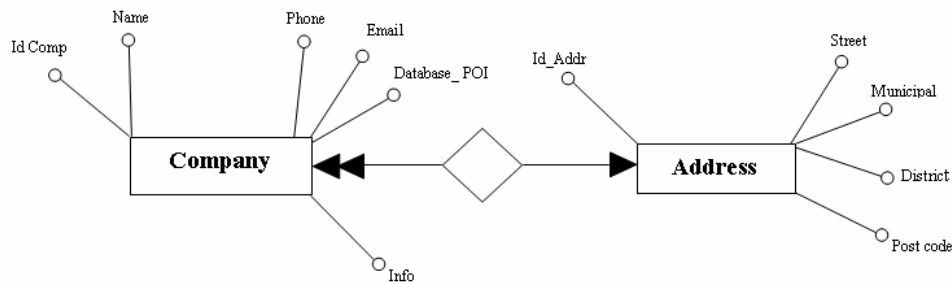 Name
Phone
Email
Id Comp
Database_ POI
Id_Addr
Street
Municipal
Company
Address
District
Post code
Info